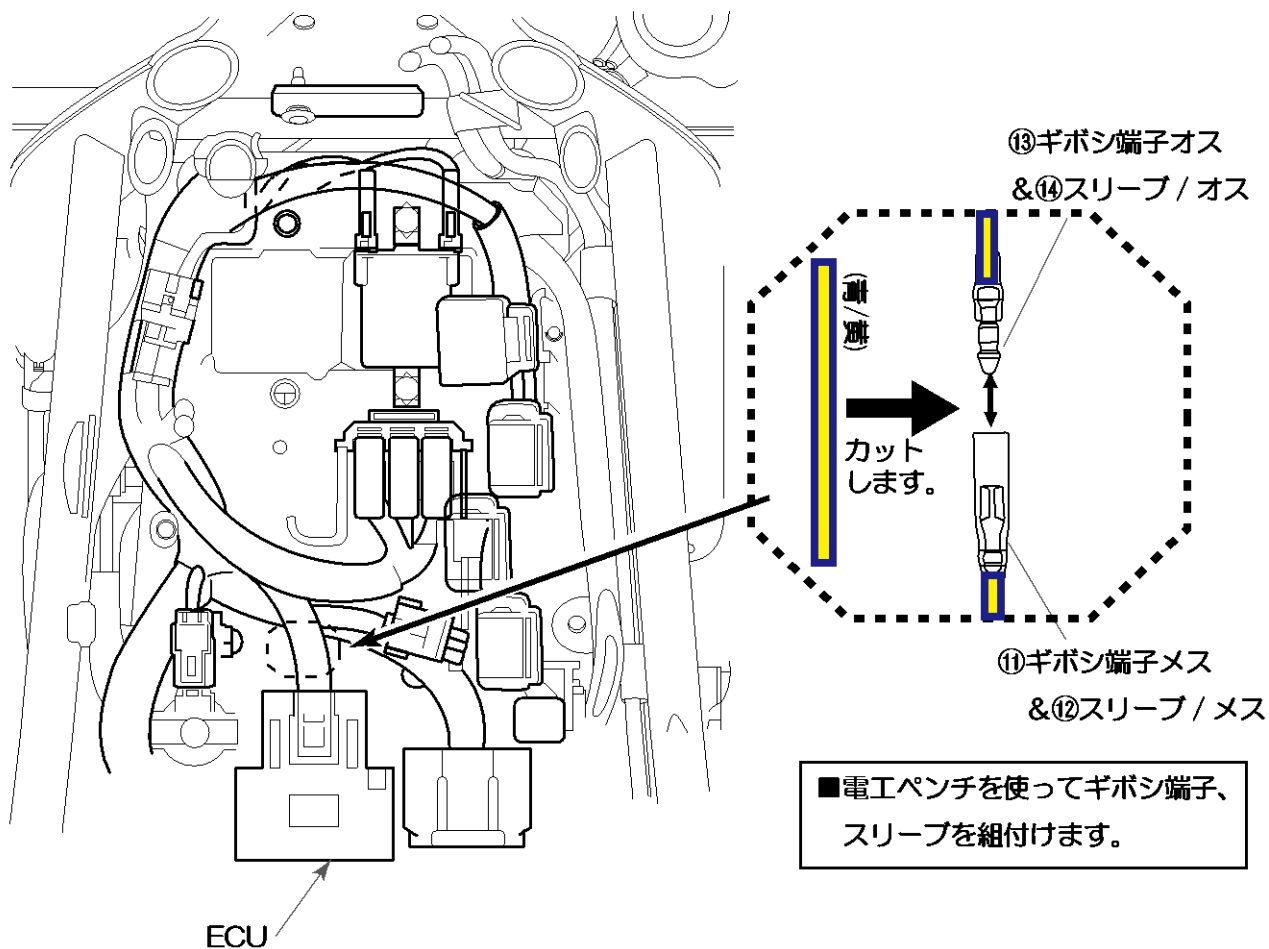 ⑬ギボシ端子オス
&⑭スリーブ / オス
(青/黄)
カット
します。
⑪ギボシ端子メス
&⑫スリーブ / メス
■電工ペンチを使ってギボシ端子、
スリーブを組付けます。
ECU